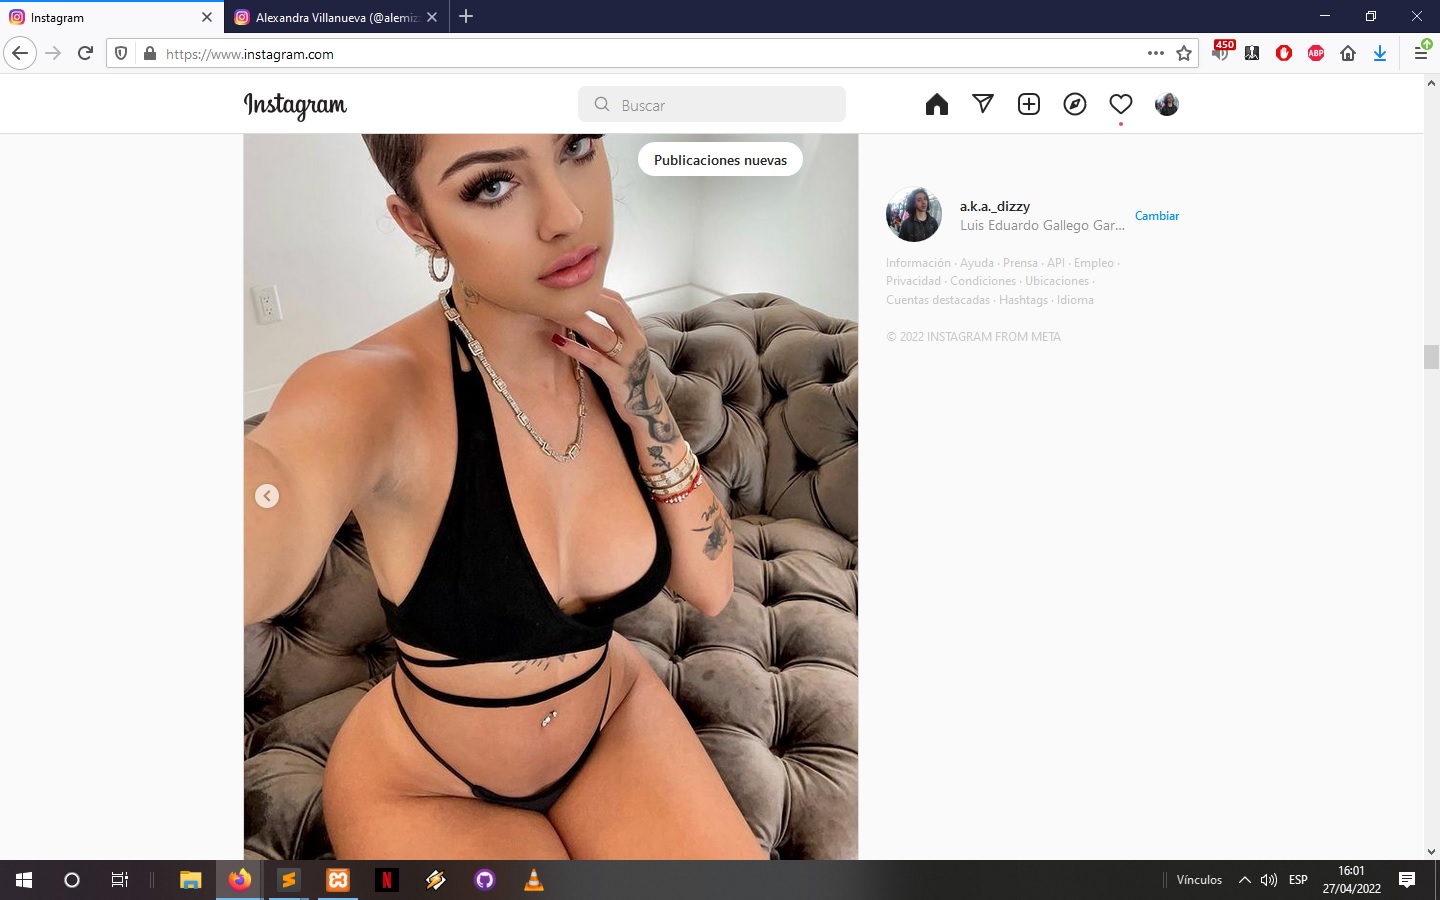 Instagram
Alexandra Villanueva (@alemiz
https://www.instagram.com
450
ABP
Instagram
Buscar
Publicaciones nuevas
a.k.a._dizzy
Luis Eduardo Gallego Gar...
Cambiar
Información · Ayuda · Prensa · API · Empleo ·
Privacidad · Condiciones · Ubicaciones ·
Cuentas destacadas · Hashtags · Idioma
© 2022 INSTAGRAM FROM META
Vínculos
ESP
16:01
27/04/2022